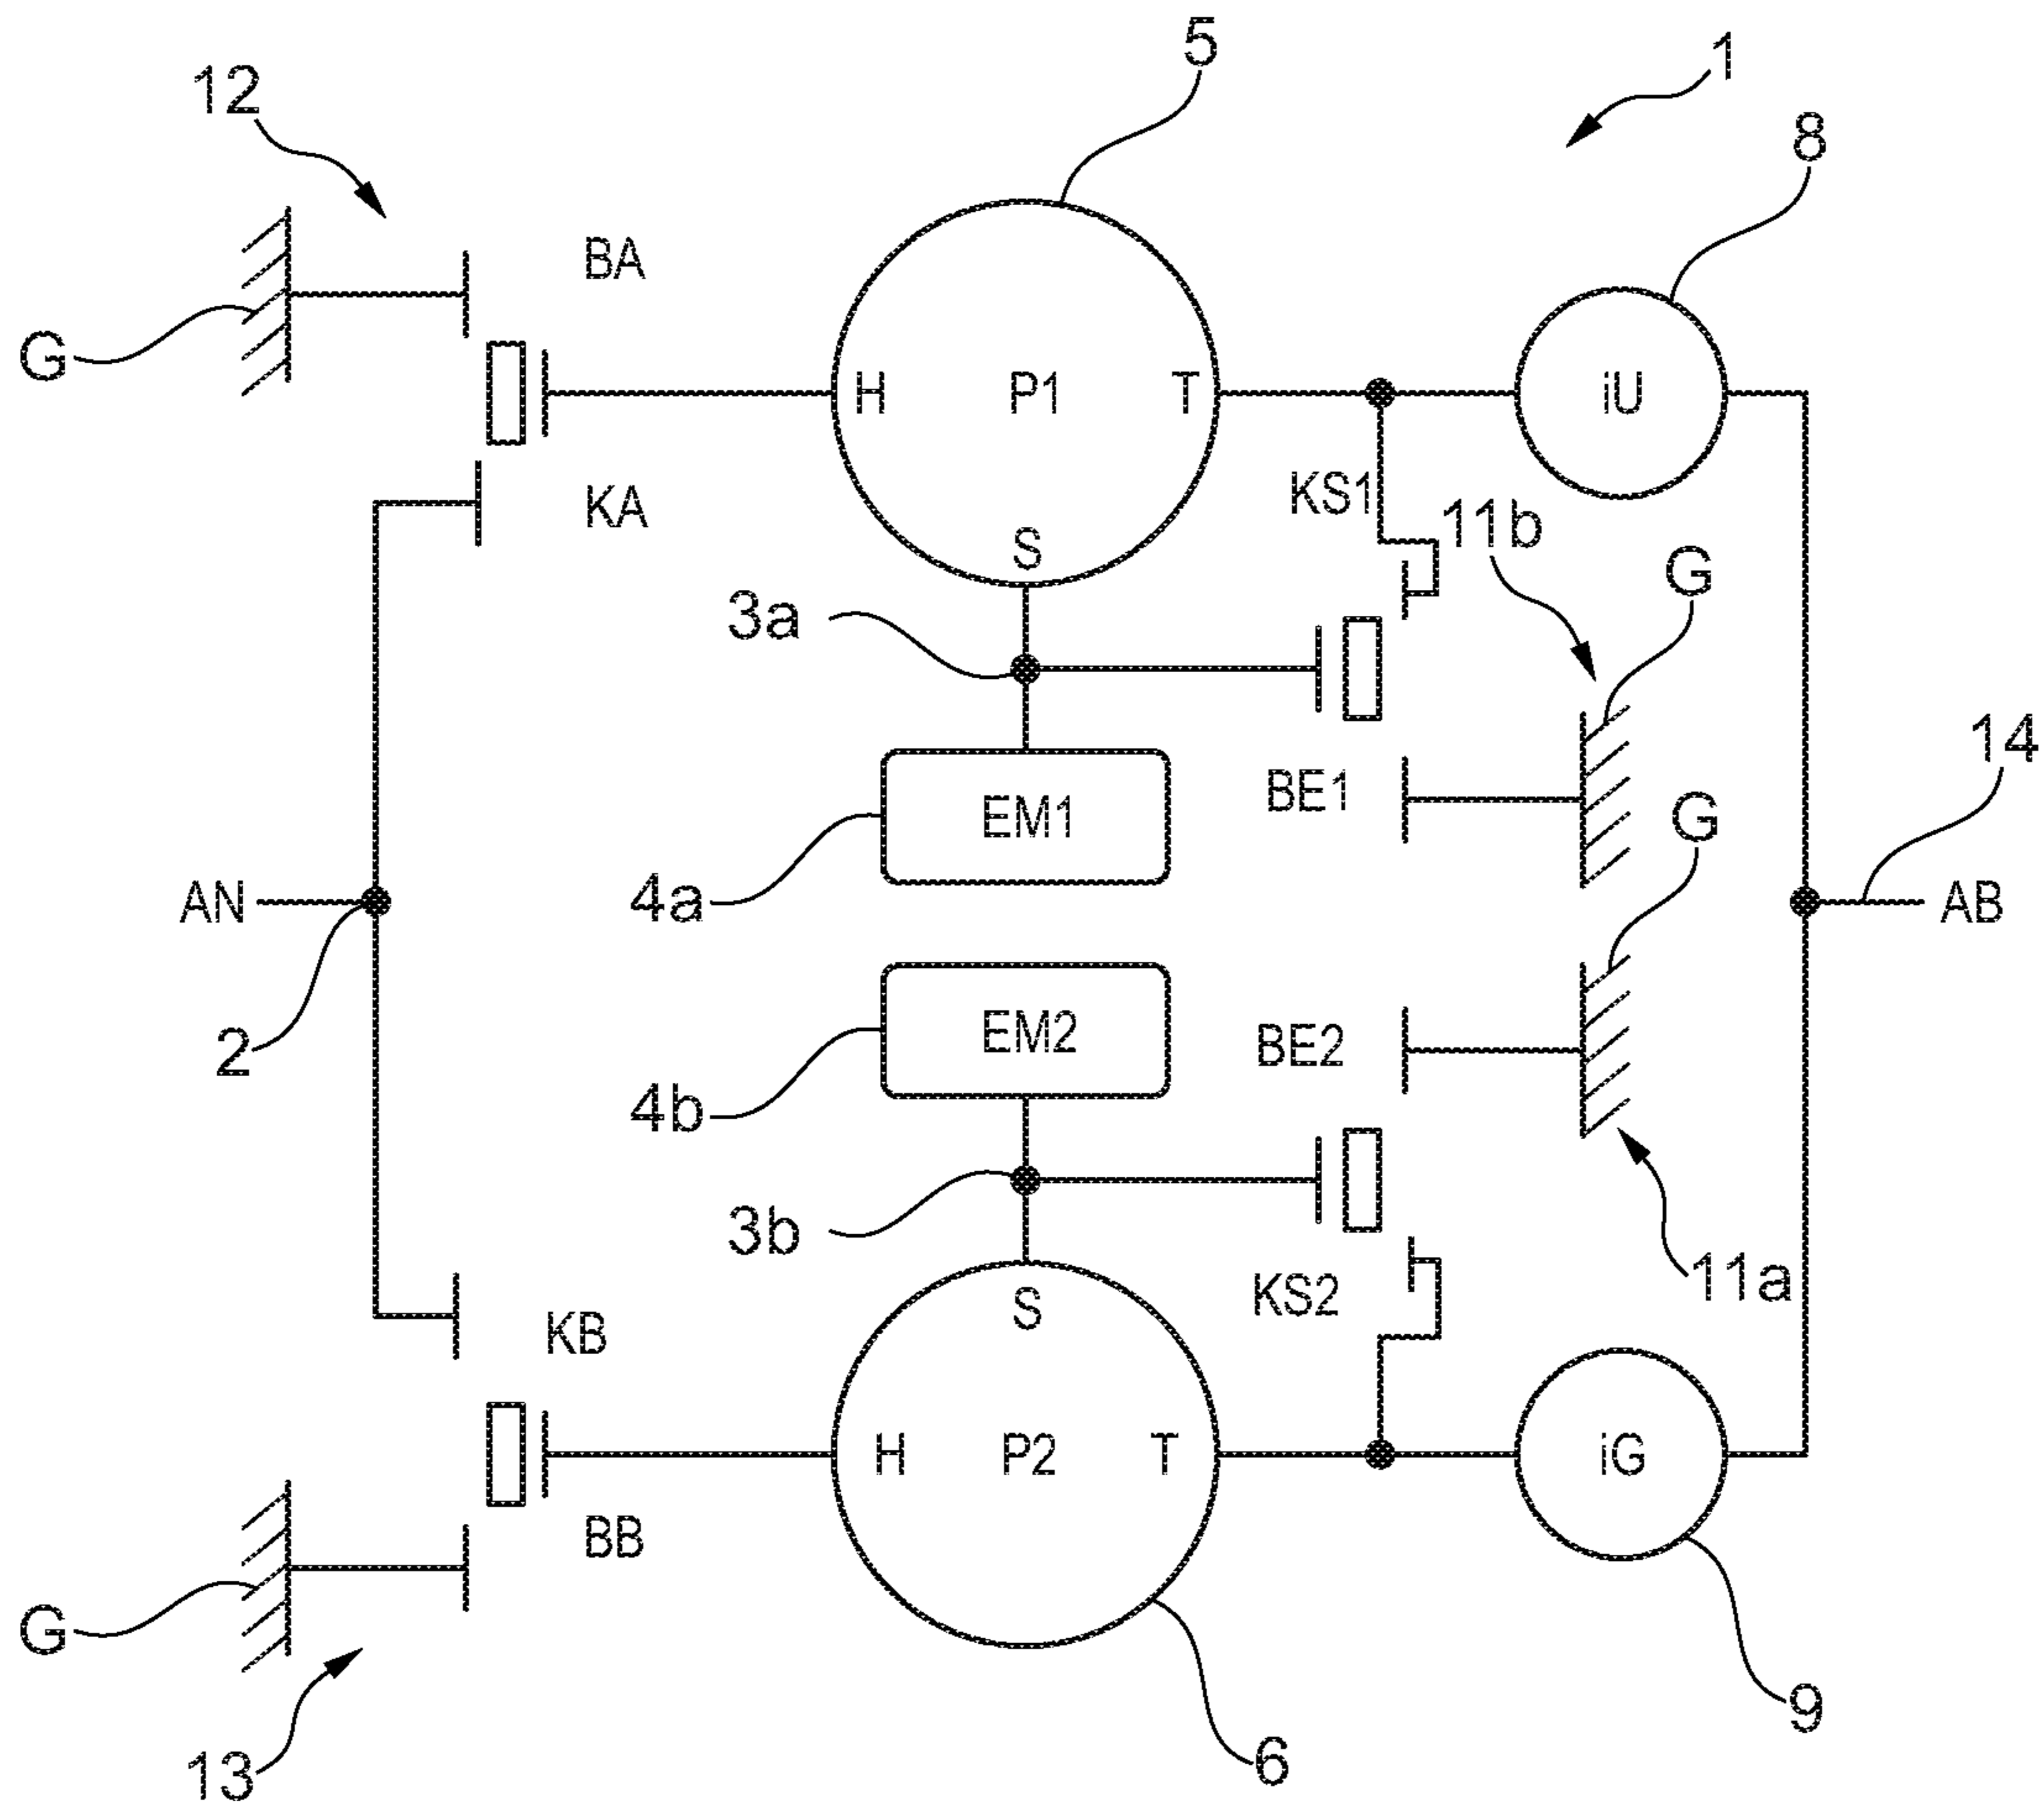 5
1
12
8
BA
G
H P1 T iU
KS1
KA
11b
S
G
3a
14
BE1
G
EM1
4a
AN
AB
EM2
BE2
2
4b
3b
11a
KS2
S
KB
H P2 T iG
BB
G
9
13
6